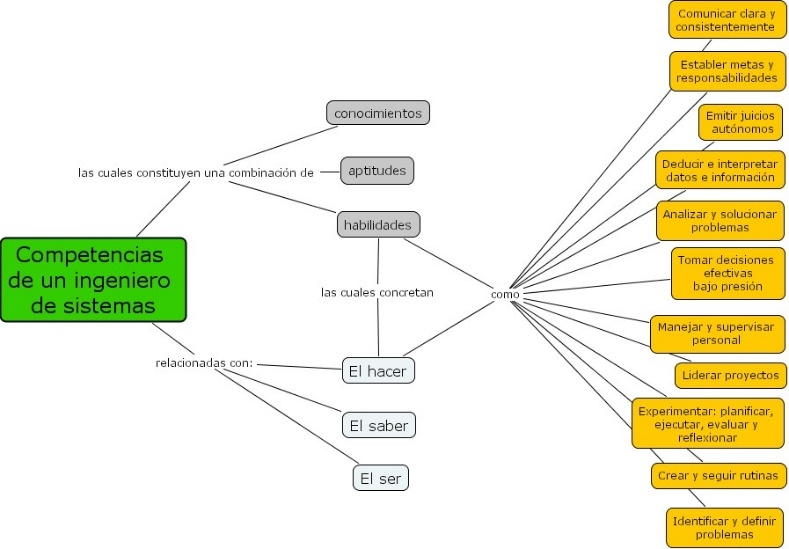 Competencias
de un ingeniero
de sistemas
las cuales constituyen una combinación de
conocimientos
aptitudes
habilidades
las cuales concretan
relacionadas con:
El hacer
El saber
El ser
como
Comunicar clara y
consistentemente
Establer metas y
responsabilidades
Emitir juicios
autónomos
Deducir e interpretar
datos e información
Analizar y solucionar
problemas
Tomar decisiones
efectivas
bajo presión
Manejar y supervisar
personal
Liderar proyectos
Experimentar: planificar,
ejecutar, evaluar y
reflexionar
Crear y seguir rutinas
Identificar y definir
problemas